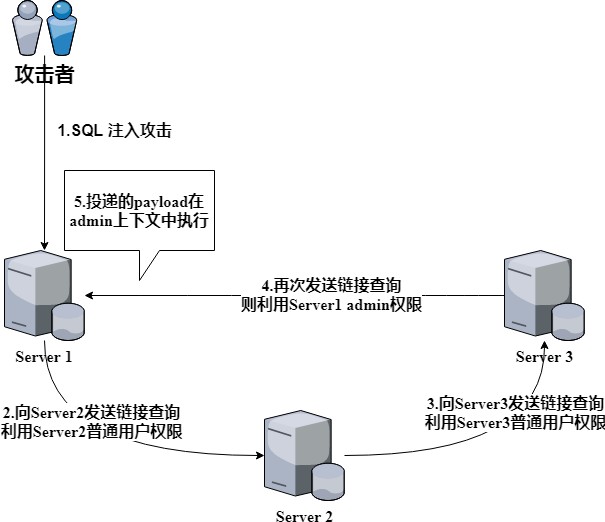 攻击者
1.SQL 注入攻击
5.投递的payload在
admin上下文中执行
4.再次发送链接查询
则利用Server1 admin权限
Server 1
Server 3
2.向Server2发送链接查询
利用Server2普通用户权限
3.向Server3发送链接查询
利用Server3普通用户权限
Server 2